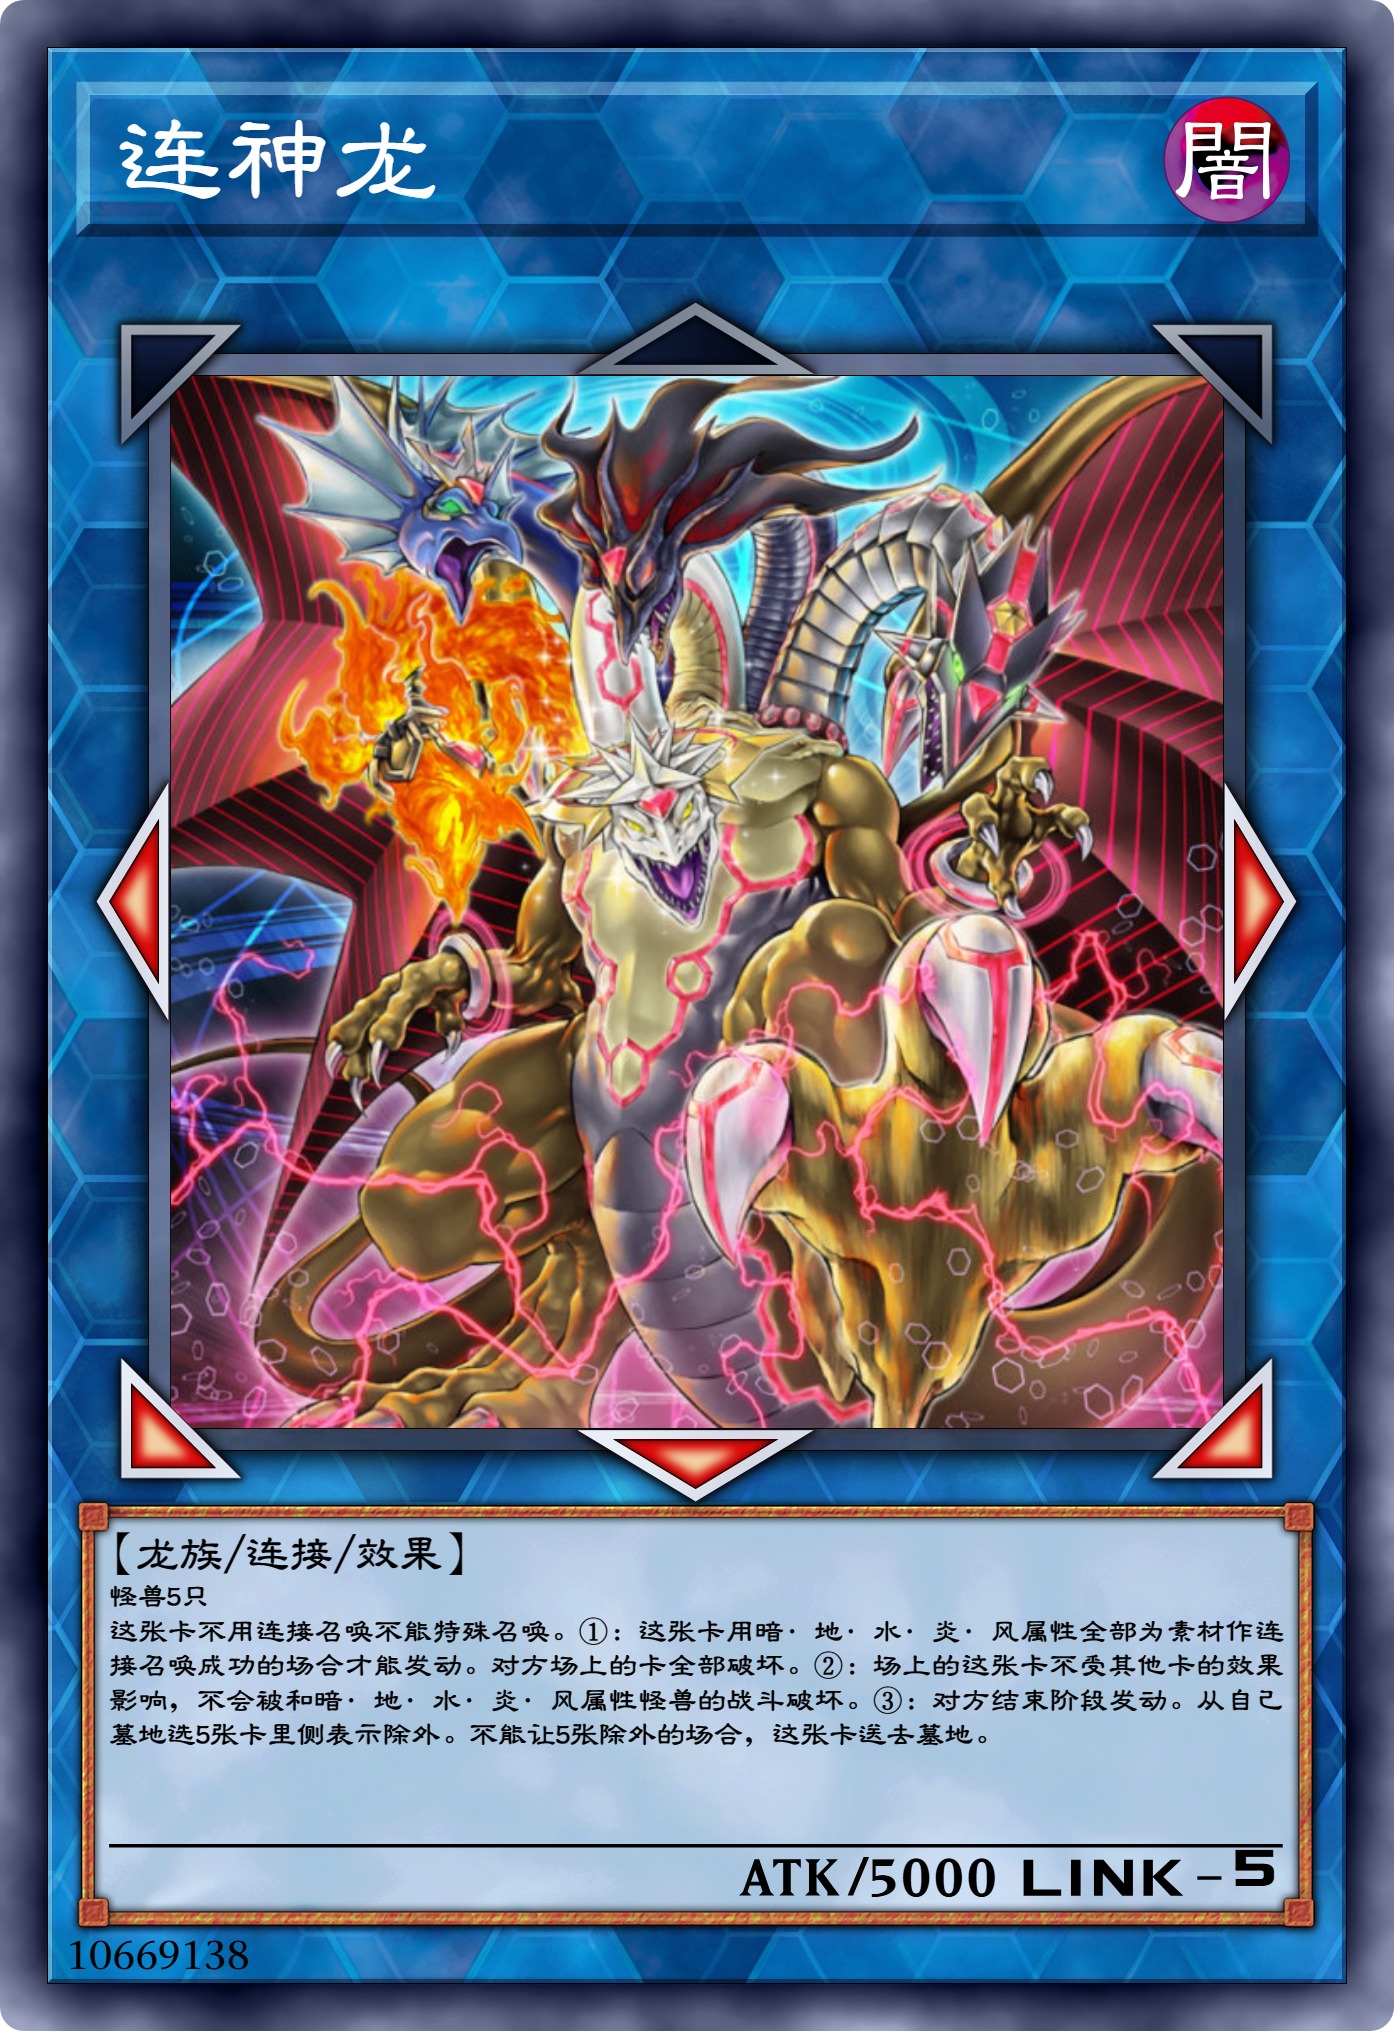 连神龙
闇
【龙族/连接/效果】
怪兽5只
这张卡不用连接召唤不能特殊召唤。①：这张卡用暗·地·水·炎·风属性全部为素材作连
接召唤成功的场合才能发动。对方场上的卡全部破坏。②：场上的这张卡不受其他卡的效果
影响，不会被和暗·地·水·炎·风属性怪兽的战斗破坏。③：对方结束阶段发动。从自己
墓地选5张卡里侧表示除外。不能让5张除外的场合，这张卡送去墓地。
ATK/5000 LINK-5
10669138